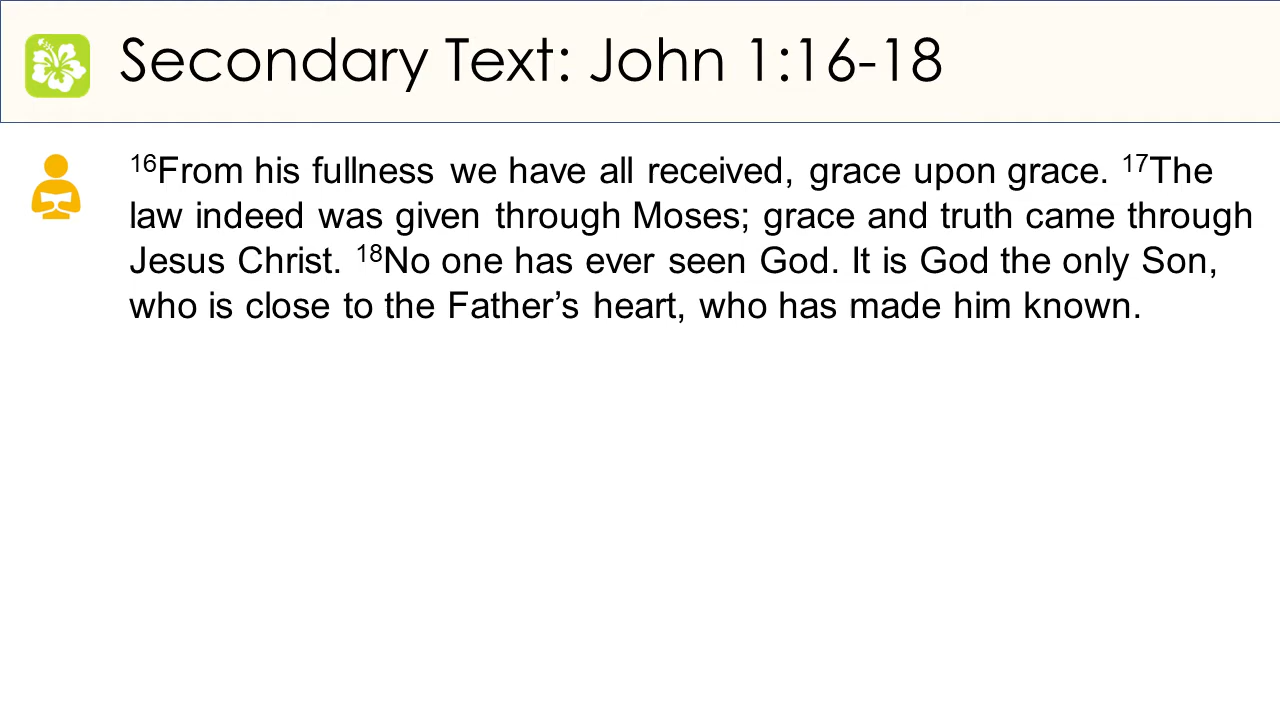 Secondary Text: John 1:16-18
16From his fullness we have all received, grace upon grace. 17The
law indeed was given through Moses; grace and truth came through
Jesus Christ. 18No one has ever seen God. It is God the only Son,
who is close to the Father’s heart, who has made him known.